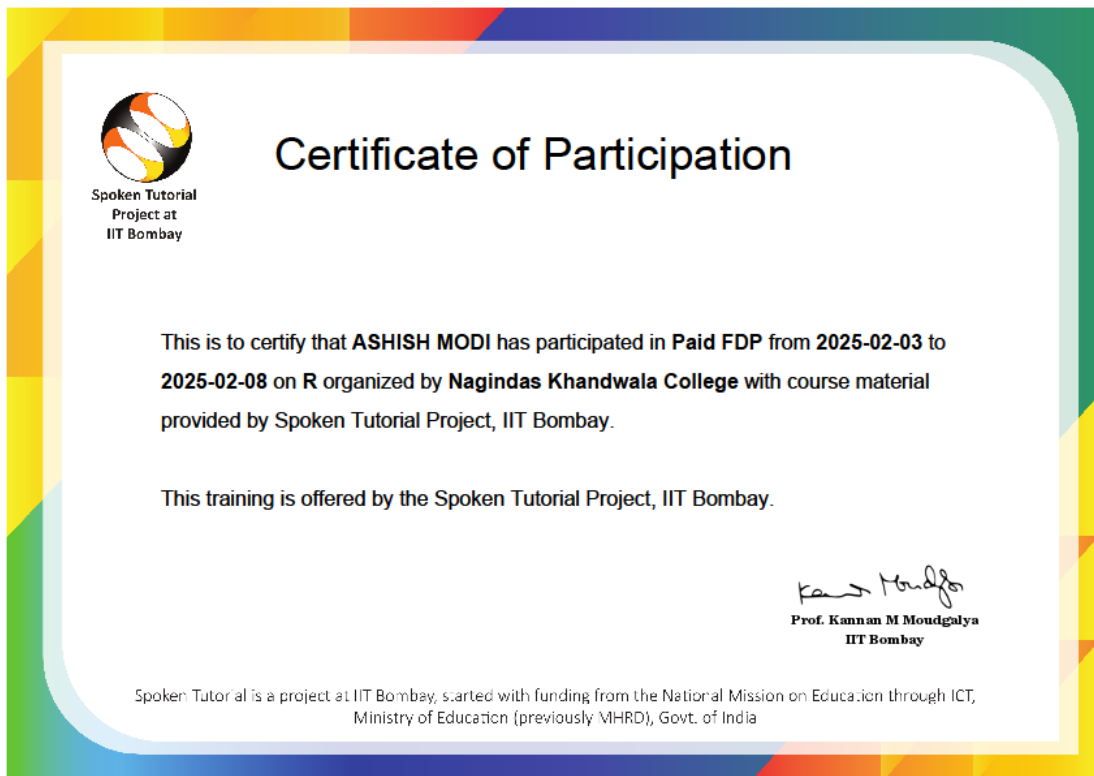 Spoken Tutorial
Project at
IIT Bombay
Certificate of Participation
This is to certify that ASHISH MODI has participated in Paid FDP from 2025-02-03 to
2025-02-08 on R organized by Nagindas Khandwala College with course material
provided by Spoken Tutorial Project, IIT Bombay.
This training is offered by the Spoken Tutorial Project, IIT Bombay.
Prof. Kannan M Moudgalya
IIT Bombay
Spoken Tutorial is a project at IIT Bombay, started with funding from the National Mission on Education through ICT,
Ministry of Education (previously MHRD), Govt. of India